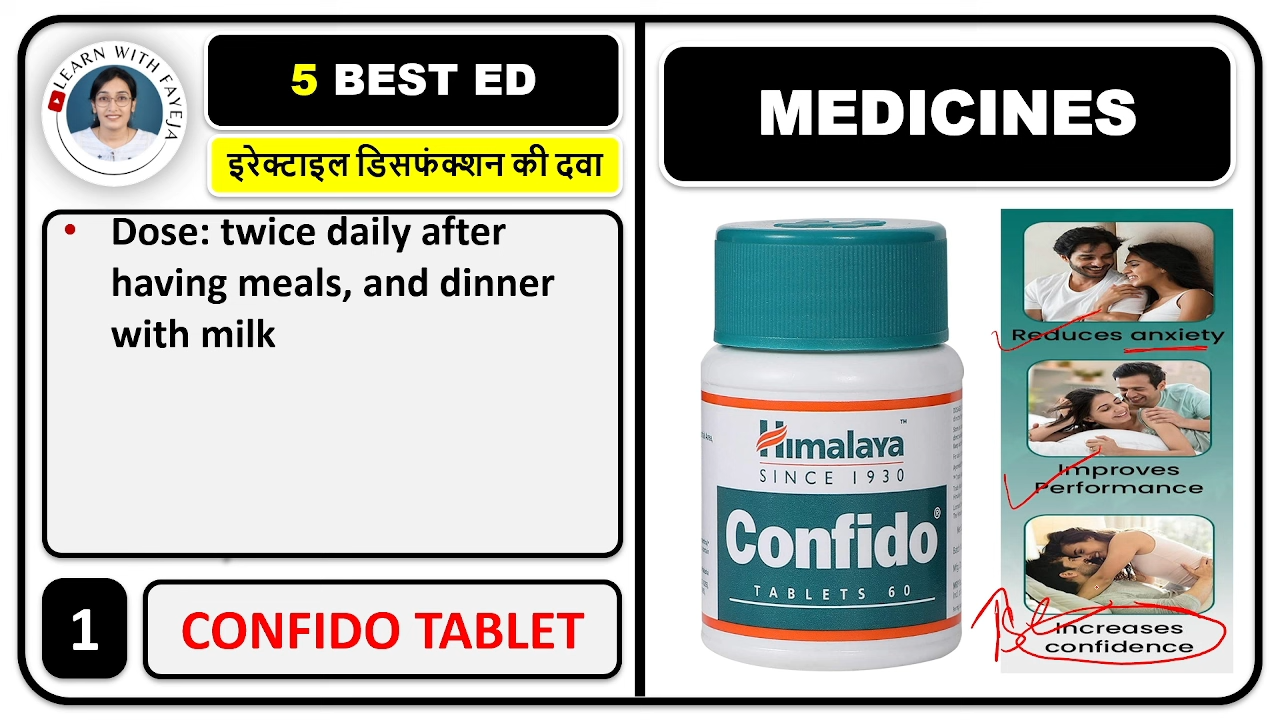 LEARN WITH FAYEJA
5 BEST ED
इरेक्टाइल डिसफंक्शन की दवा
MEDICINES
• Dose: twice daily after
having meals, and dinner
with milk
1
CONFIDO TABLET
Himalaya™
SINCE 1930
Confido®
TABLETS 60
Reduces anxiety
Improves
Performance
Increases
confidence